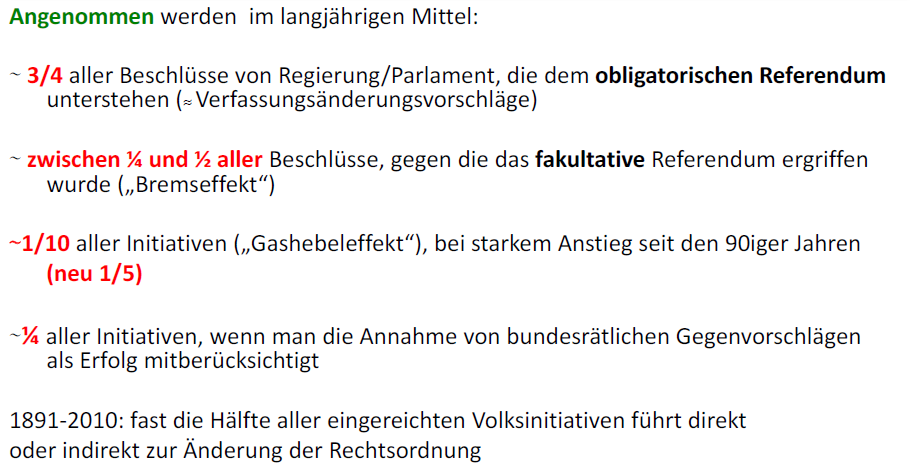 Angenommen werden im langjährigen Mittel:
~ 3/4 aller Beschlüsse von Regierung/Parlament, die dem obligatorischen Referendum
unterstehen (≈ Verfassungsänderungsvorschläge)
~ zwischen ¼ und ½ aller Beschlüsse, gegen die das fakultative Referendum ergriffen
wurde („Bremseffekt“)
~1/10 aller Initiativen („Gashebeleffekt“), bei starkem Anstieg seit den 90iger Jahren
(neu 1/5)
~¼ aller Initiativen, wenn man die Annahme von bundesrätlichen Gegenvorschlägen
als Erfolg mitberücksichtigt
1891-2010: fast die Hälfte aller eingereichten Volksinitiativen führt direkt
oder indirekt zur Änderung der Rechtsordnung